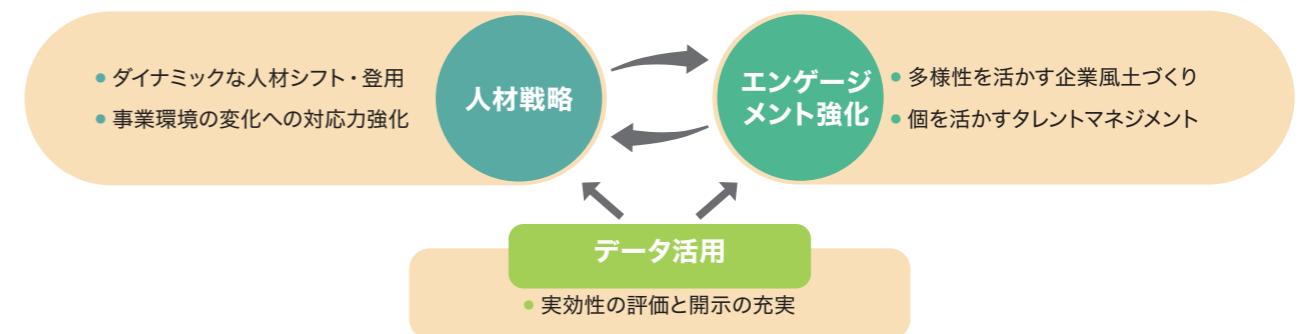 ● ダイナミックな人材シフト・登用
● 事業環境の変化への対応力強化
人材戦略
エンゲージ
メント強化
● 多様性を活かす企業風土づくり
● 個を活かすタレントマネジメント
データ活用
● 実効性の評価と開示の充実